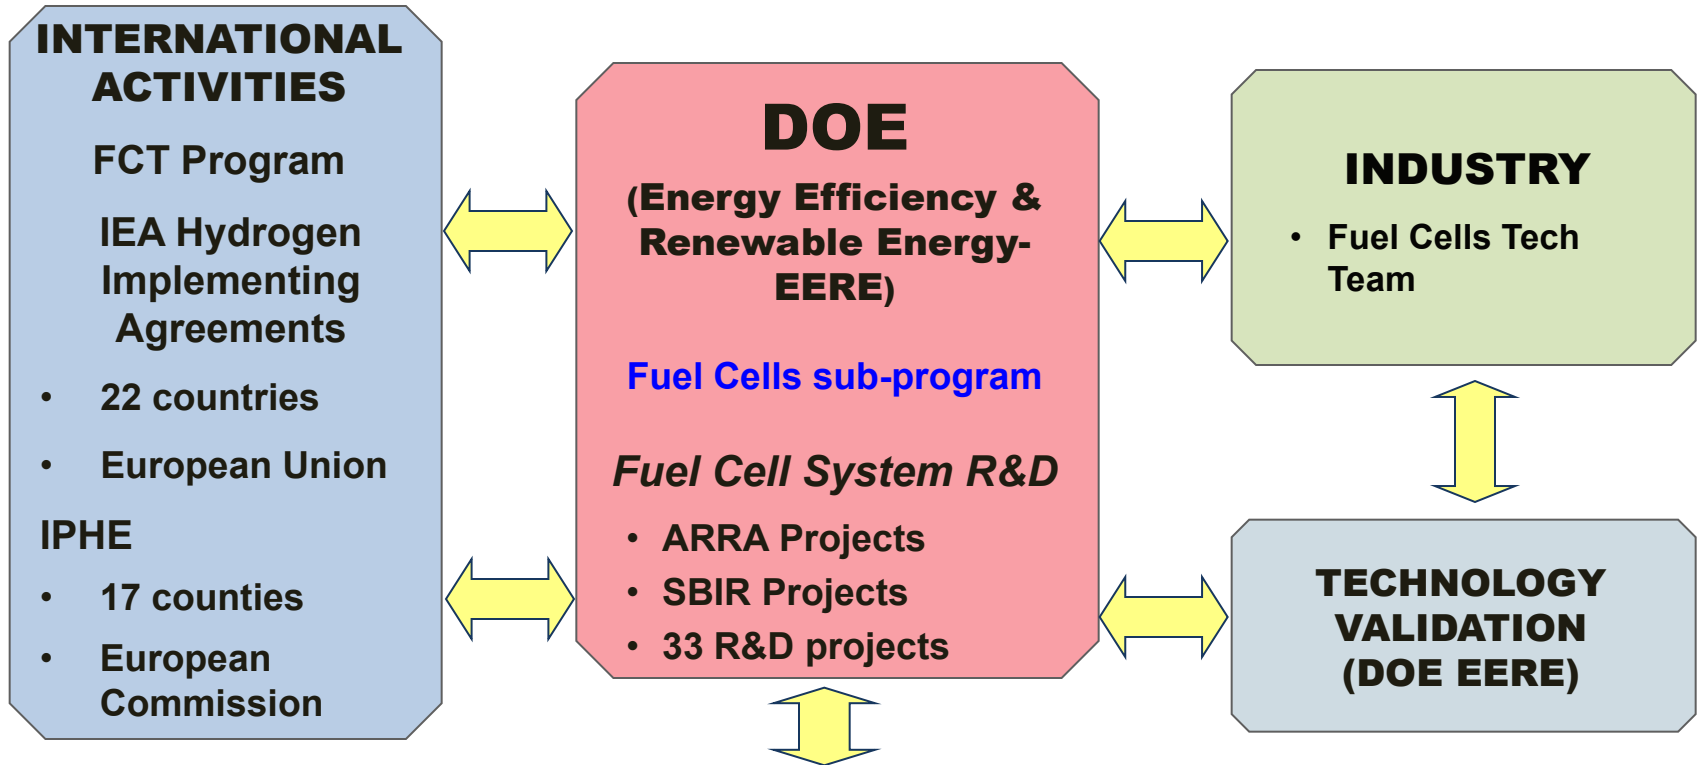 INTERNATIONAL
ACTIVITIES
FCT Program
IEA Hydrogen
Implementing
Agreements
• 22 countries
• European Union
IPHE
• 17 counties
• European
Commission
DOE
(Energy Efficiency &
Renewable Energy-
EERE)
Fuel Cells sub-program
Fuel Cell System R&D
• ARRA Projects
• SBIR Projects
• 33 R&D projects
INDUSTRY
• Fuel Cells Tech
Team
TECHNOLOGY
VALIDATION
(DOE EERE)